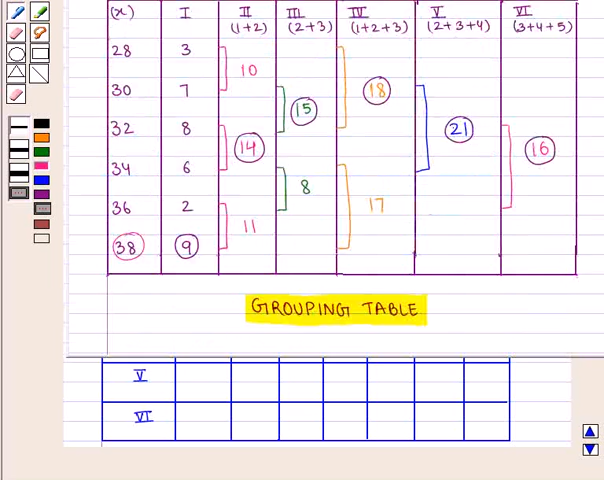 (x) I II III IV V VI
(1+2) (2+3) (1+2+3) (2+3+4) (3+4+5)
28 3
10
30 7 18
15
32 8 21
14 16
34 6
8
36 2 17
11
38 9
GROUPING TABLE
V
VI